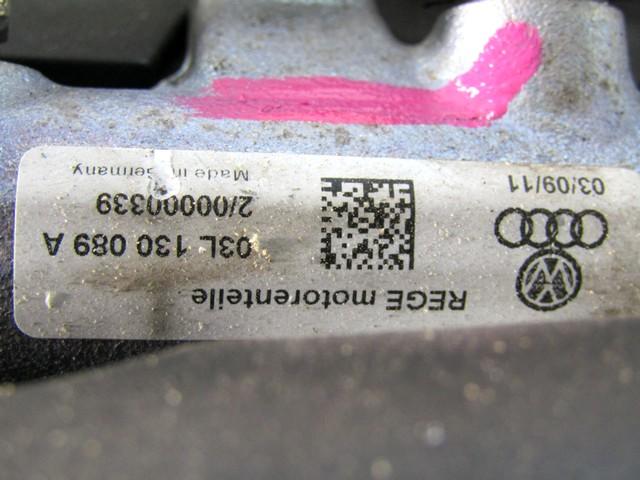 REGE motorenteile
03L 130 089 A
2/00000339
Made in Germany
03/09/11